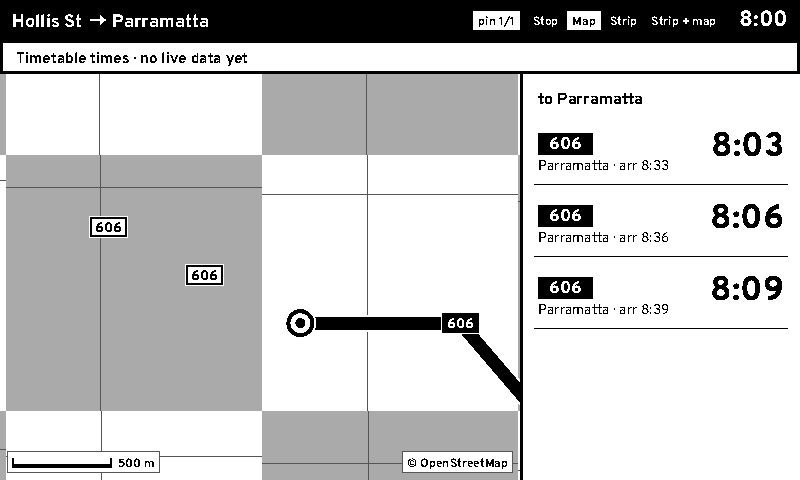 Hollis St → Parramatta
pin 1/1 Stop Map Strip Strip + map 8:00
Timetable times · no live data yet
to Parramatta
606 8:03
Parramatta · arr 8:33
606 8:06
Parramatta · arr 8:36
606 8:09
Parramatta · arr 8:39
606
606
606
500 m
© OpenStreetMap